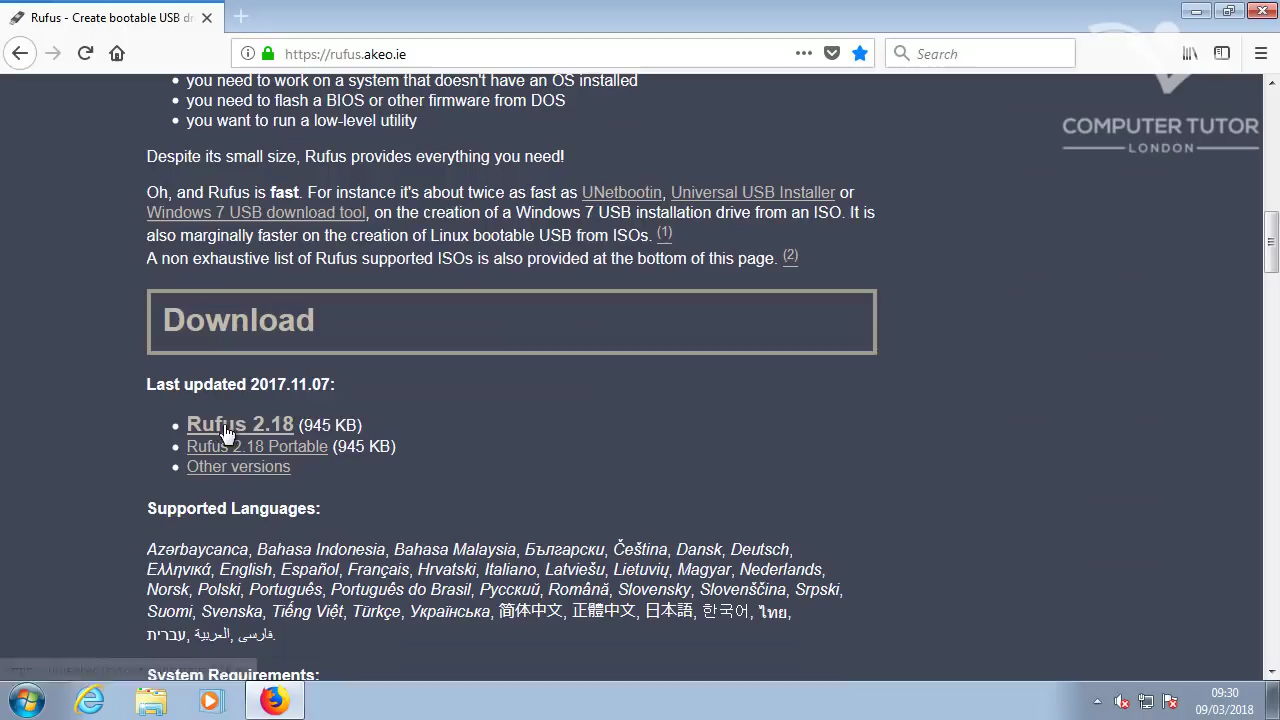 Rufus - Create bootable USB dr
https://rufus.akeo.ie
Search
you need to work on a system that doesn't have an OS installed
you need to flash a BIOS or other firmware from DOS
you want to run a low-level utility
COMPUTER TUTOR
LONDON
Despite its small size, Rufus provides everything you need!
Oh, and Rufus is fast. For instance it's about twice as fast as UNetbootin, Universal USB Installer or
Windows 7 USB download tool, on the creation of a Windows 7 USB installation drive from an ISO. It is
also marginally faster on the creation of Linux bootable USB from ISOs. (1)
A non exhaustive list of Rufus supported ISOs is also provided at the bottom of this page. (2)
Download
Last updated 2017.11.07:
Rufus 2.18 (945 KB)
Rufus 2.18 Portable (945 KB)
Other versions
Supported Languages:
Azərbaycanca, Bahasa Indonesia, Bahasa Malaysia, Български, Čeština, Dansk, Deutsch,
Ελληνικά, English, Español, Français, Hrvatski, Italiano, Latviešu, Lietuvių, Magyar, Nederlands,
Norsk, Polski, Português, Português do Brasil, Русский, Română, Slovensky, Slovenščina, Srpski,
Suomi, Svenska, Tiếng Việt, Türkçe, Українська, 简体中文, 正體中文, 日本語, 한국어, ไทย,
עברית, العربية, فارسی.
System Requirements:
09:30
09/03/2018